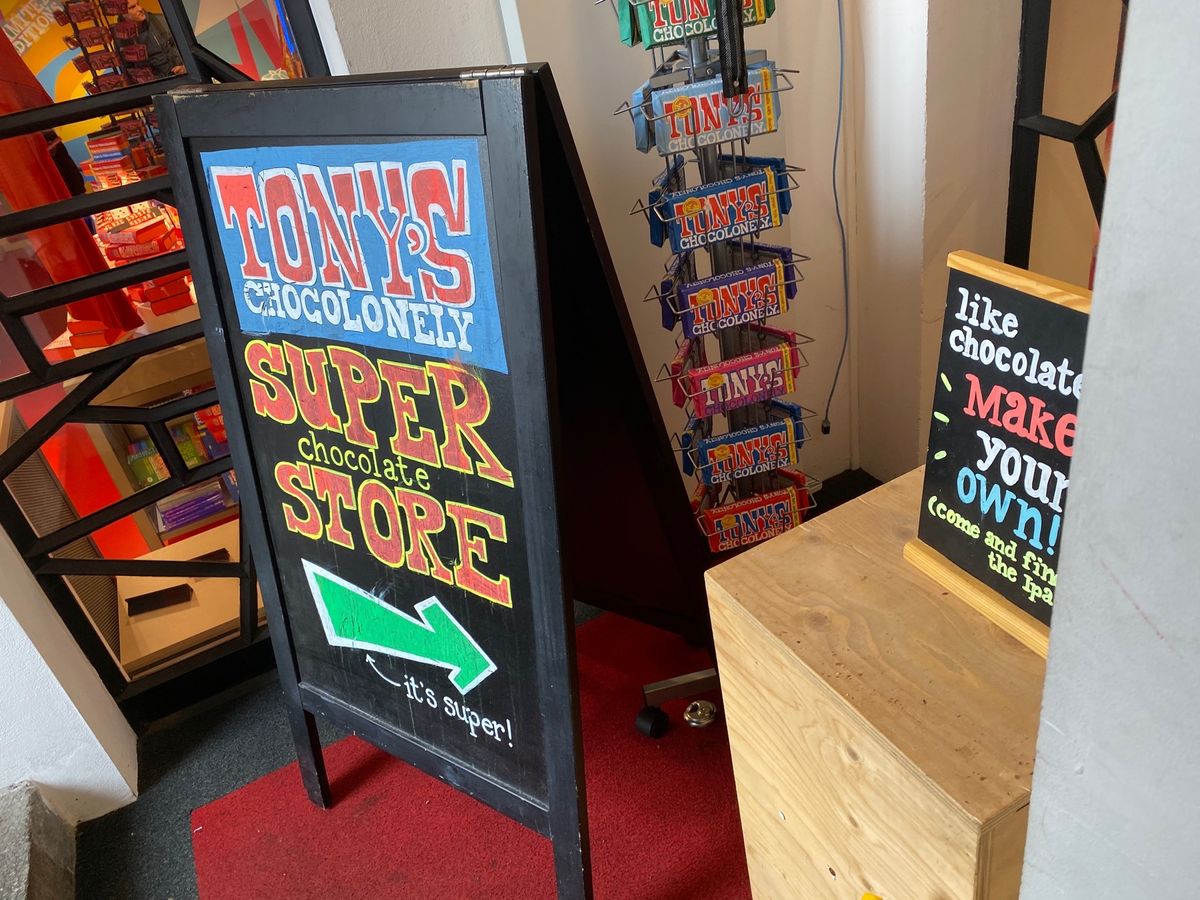 TONY'S
CHOCOLONELY
SUPER
chocolate
STORE
it's super!
TONY'S
CHOCOLONELY
TONY'S
CHOCOLONELY
TONY'S
CHOCOLONELY
TONY'S
CHOCOLONELY
TONY'S
CHOCOLONELY
TONY'S
CHOCOLONELY
TONY'S
CHOCOLONELY
like
chocolate
Make
your
own!
(come and fin
the Ipa